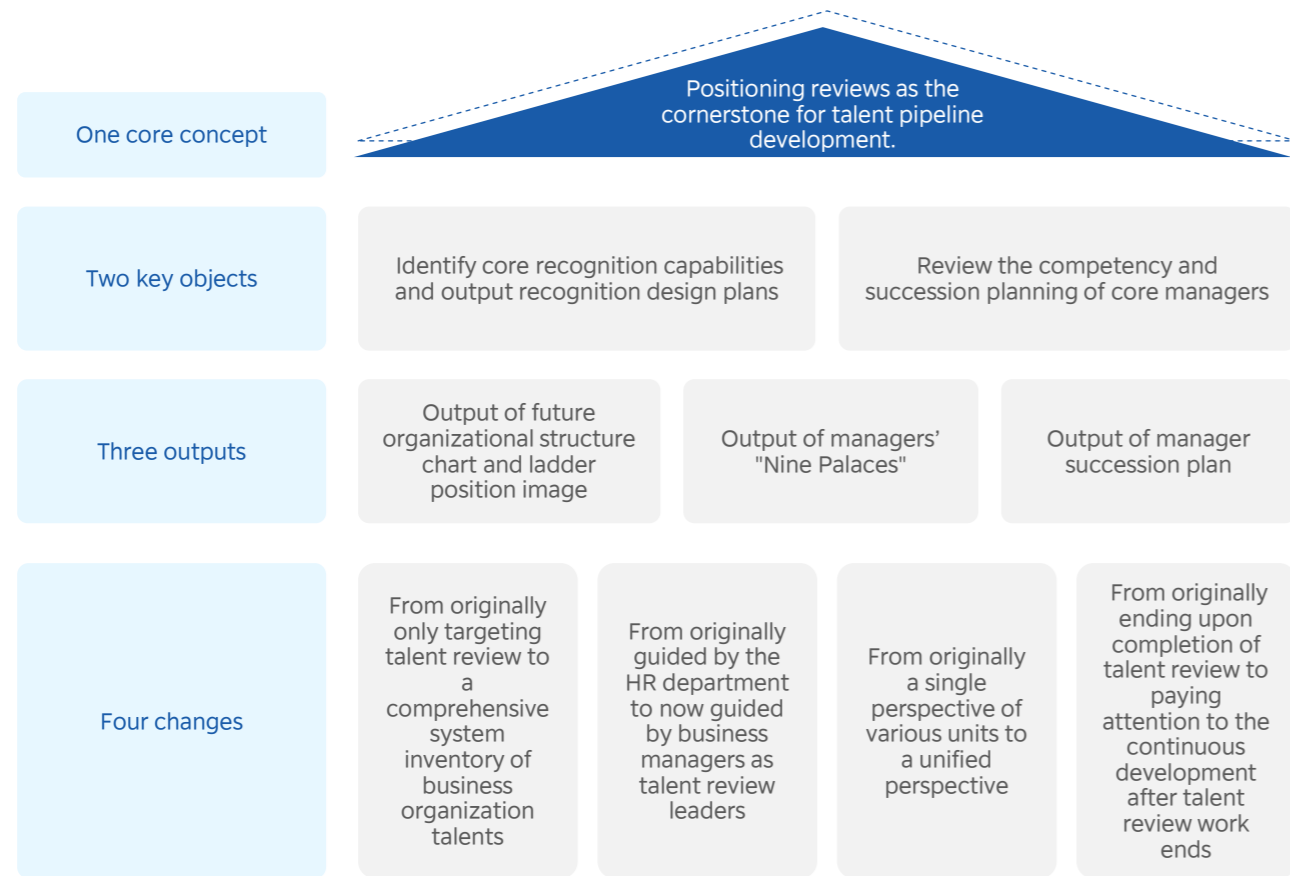 Positioning reviews as the
cornerstone for talent pipeline
development.
One core concept
Two key objects
Identify core recognition capabilities
and output recognition design plans
Review the competency and
succession planning of core managers
Three outputs
Output of future
organizational structure
chart and ladder
position image
Output of managers’
"Nine Palaces"
Output of manager
succession plan
Four changes
From originally
only targeting
talent review to
a
comprehensive
system
inventory of
business
organization
talents
From originally
guided by the
HR department
to now guided
by business
managers as
talent review
leaders
From originally
a single
perspective of
various units to
a unified
perspective
From originally
ending upon
completion of
talent review to
paying
attention to the
continuous
development
after talent
review work
ends